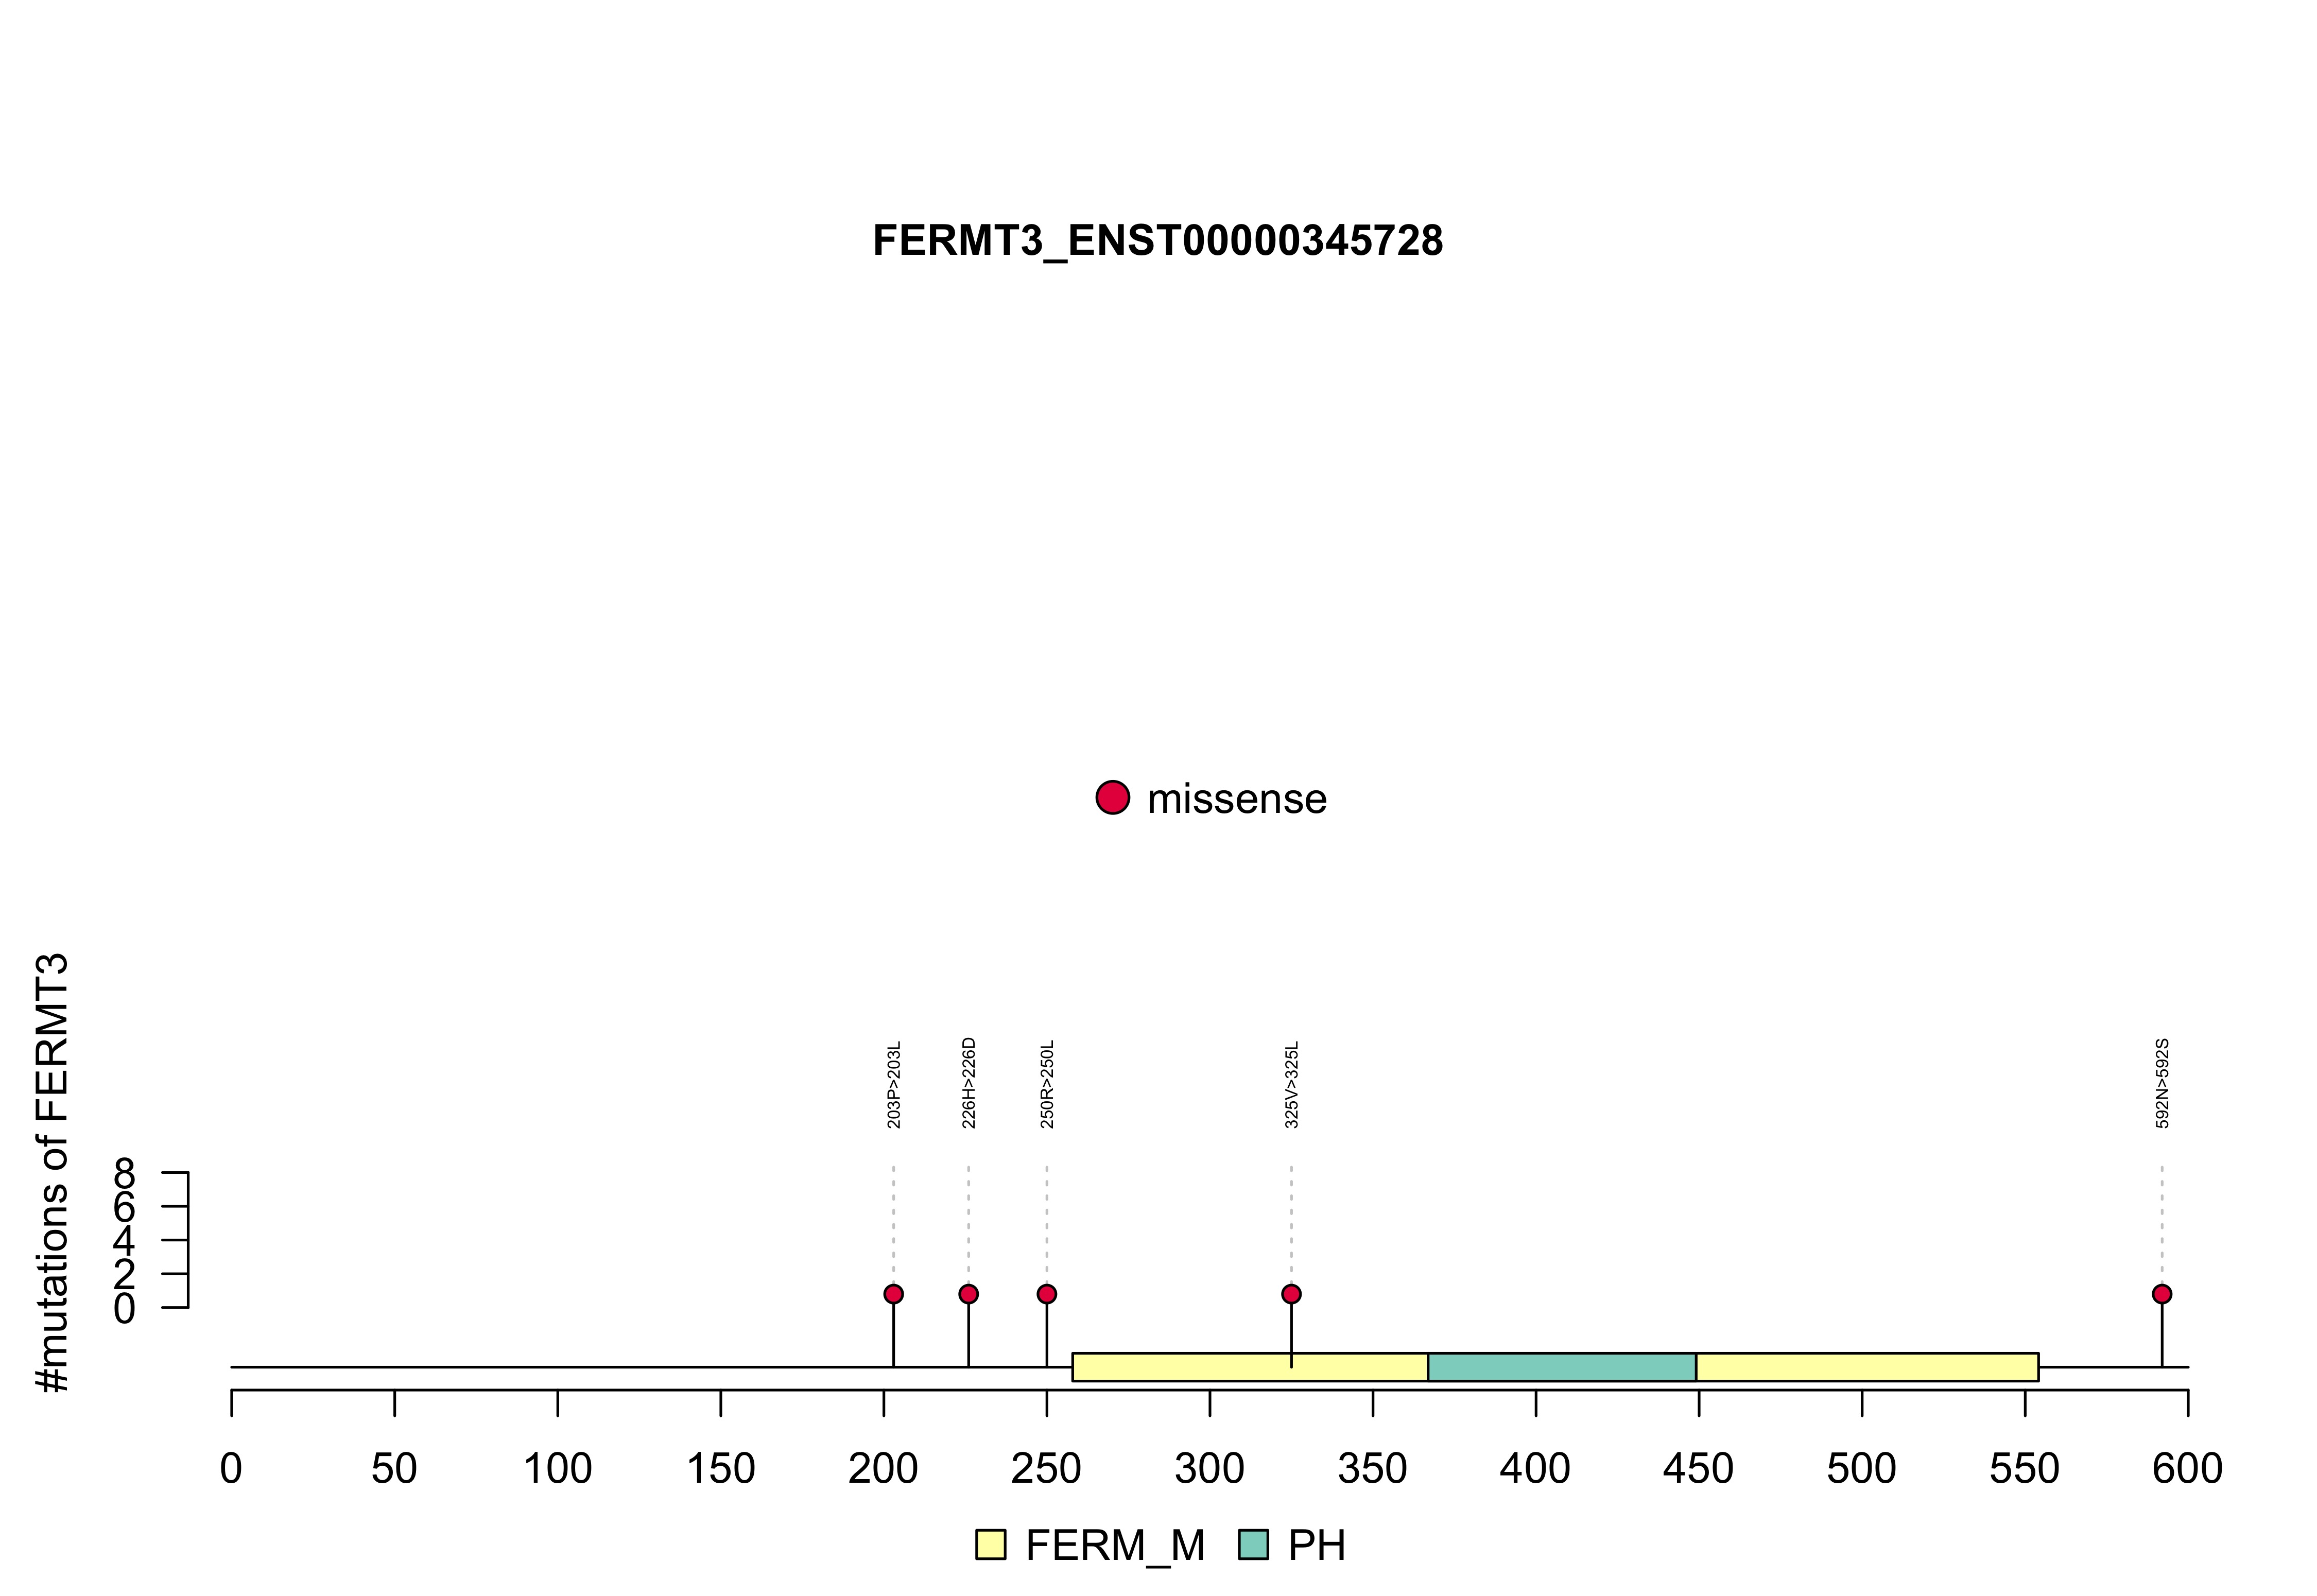 FERMT3_ENST00000345728
missense
#mutations of FERMT3
203P>203L
226H>226D
250R>250L
325V>325L
592N>592S
8
6
4
2
0
0 50 100 150 200 250 300 350 400 450 500 550 600
FERM_M PH